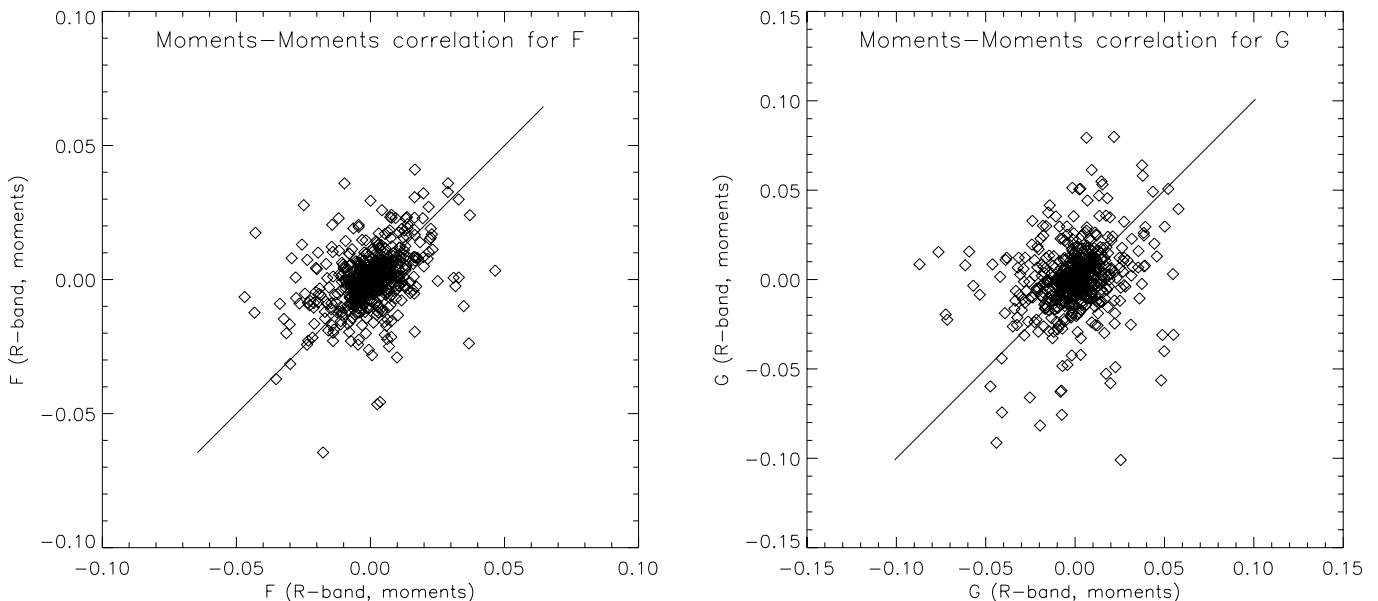 Moments−Moments correlation for F
0.10
0.05
0.00
−0.05
−0.10
F (R−band, moments)
−0.10 −0.05 0.00 0.05 0.10
F (R−band, moments)
Moments−Moments correlation for G
0.15
0.10
0.05
0.00
−0.05
−0.10
−0.15
G (R−band, moments)
−0.15 −0.10 −0.05 0.00 0.05 0.10 0.15
G (R−band, moments)